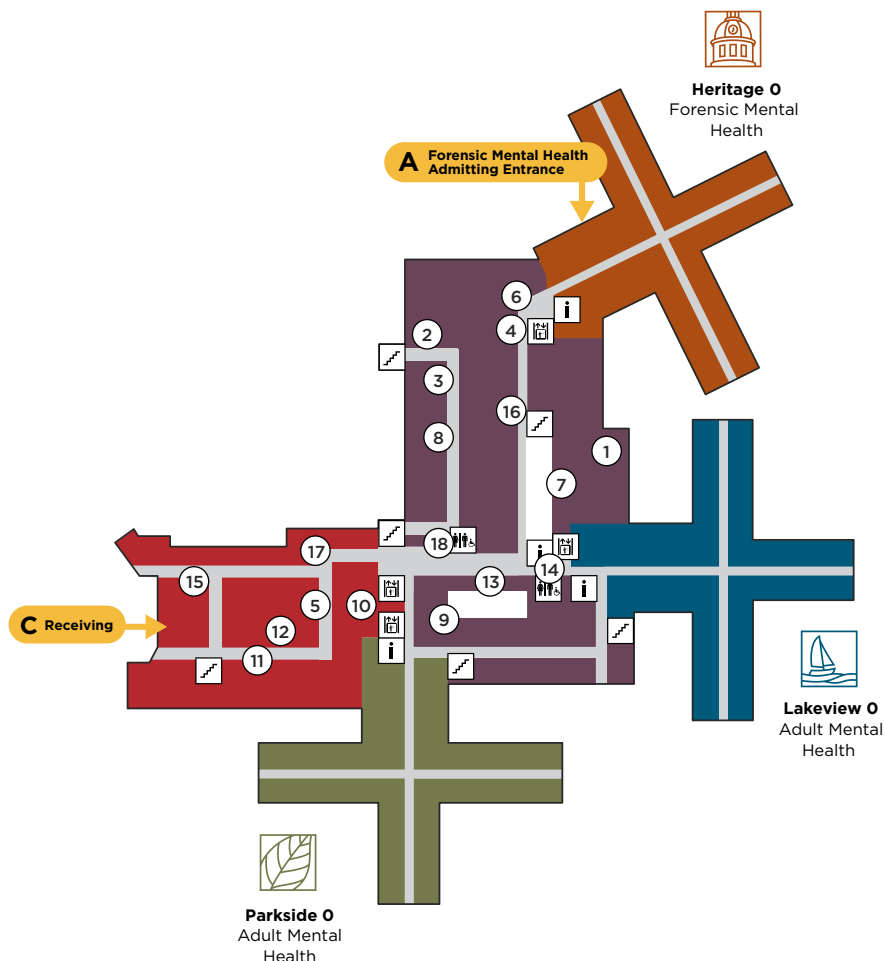 Heritage 0
Forensic Mental
Health
A Forensic Mental Health
Admitting Entrance
6
i
2
4
3
16
8
1
7
18
17
i
14
13
15
i
5
10
9
12
C Receiving
11
i
Lakeview 0
Adult Mental
Health
Parkside 0
Adult Mental
Health